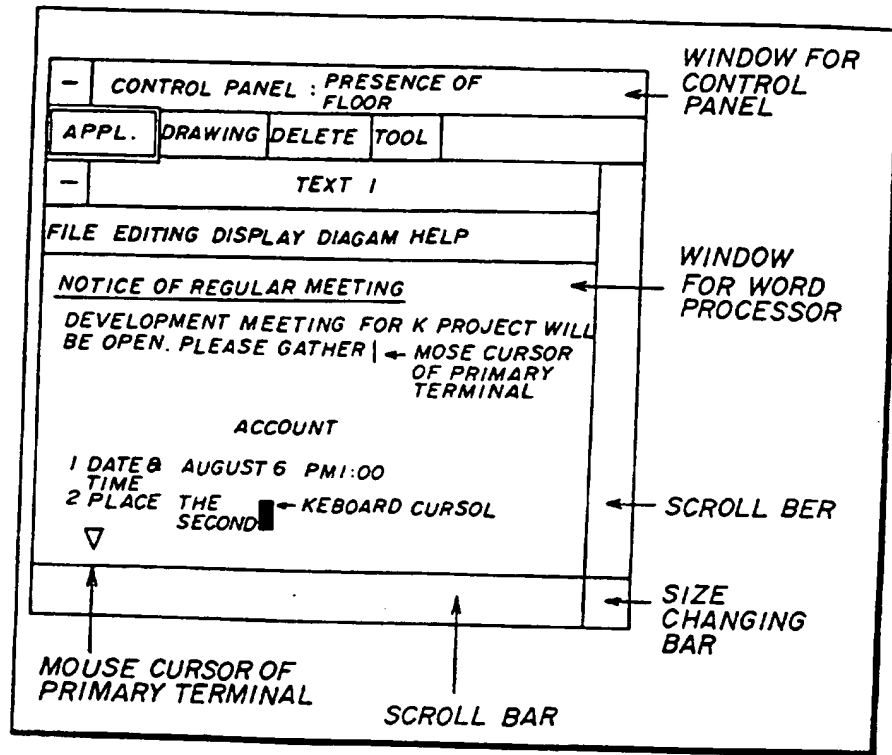 WINDOW FOR
CONTROL
PANEL
- CONTROL PANEL : PRESENCE OF
FLOOR
APPL. DRAWING DELETE TOOL
- TEXT 1
FILE EDITING DISPLAY DIAGAM HELP
WINDOW
FOR WORD
PROCESSOR
NOTICE OF REGULAR MEETING
DEVELOPMENT MEETING FOR K PROJECT WILL
BE OPEN. PLEASE GATHER
MOSE CURSOR
OF PRIMARY
TERMINAL
ACCOUNT
1 DATE & AUGUST 6 PM1:00
TIME
2 PLACE THE
SECOND
KEBOARD CURSOL
SCROLL BER
SIZE
CHANGING
BAR
MOUSE CURSOR OF
PRIMARY TERMINAL
SCROLL BAR